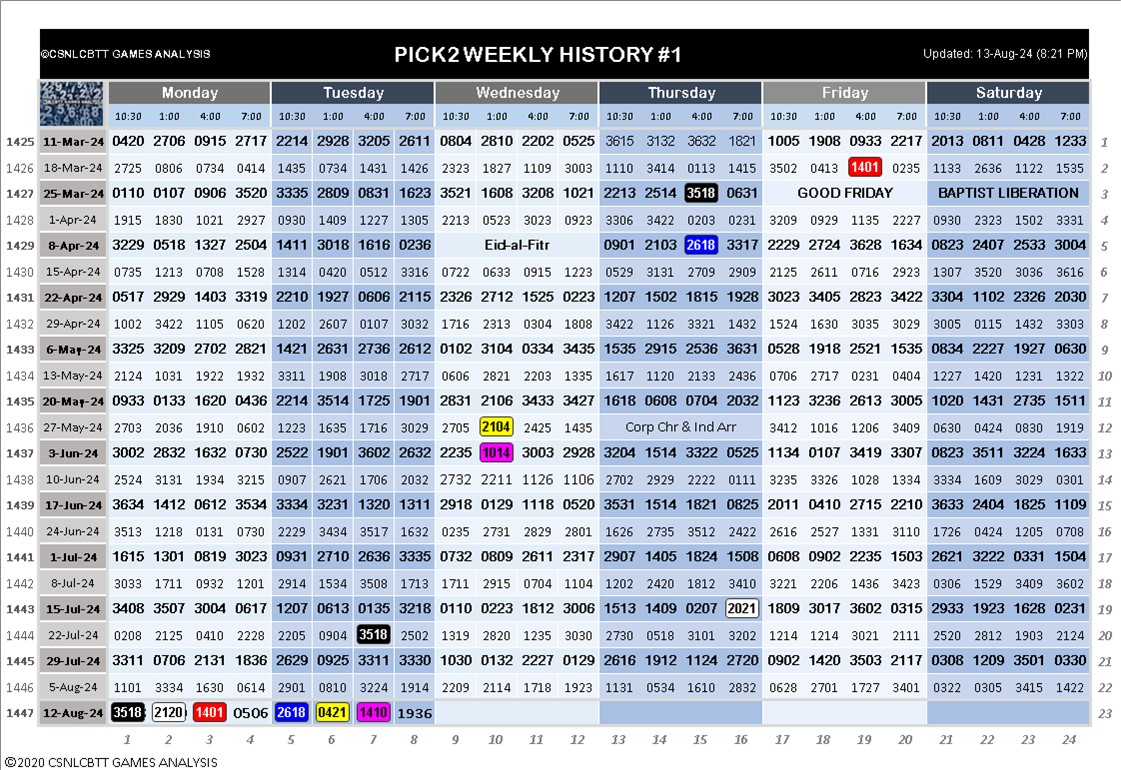 ©CSNLCBTT GAMES ANALYSIS PICK2 WEEKLY HISTORY #1 Updated: 13-Aug-24 (8:21 PM)
Monday Tuesday Wednesday Thursday Friday Saturday
10:30 1:00 4:00 7:00 10:30 1:00 4:00 7:00 10:30 1:00 4:00 7:00 10:30 1:00 4:00 7:00 10:30 1:00 4:00 7:00 10:30 1:00 4:00 7:00
1425 11-Mar-24 0420 2706 0915 2717 2214 2928 3205 2611 0804 2810 2202 0525 3615 3132 3632 1821 1005 1908 0933 2217 2013 0811 0428 1233 1
1426 18-Mar-24 2725 0806 0734 0414 1435 0734 1431 1426 2323 1827 1109 3003 1110 3414 0113 1415 3502 0413 1401 0235 1133 2636 1122 1535 2
1427 25-Mar-24 0110 0107 0906 3520 3335 2809 0831 1623 3521 1608 3208 1021 2213 2514 3518 0631 GOOD FRIDAY BAPTIST LIBERATION 3
1428 1-Apr-24 1915 1830 1021 2927 0930 1409 1227 1305 2213 0523 3023 0923 3306 3422 0203 0231 3209 0929 1135 2227 0930 2323 1502 3331 4
1429 8-Apr-24 3229 0518 1327 2504 1411 3018 1616 0236 Eid-al-Fitr 0901 2103 2618 3317 2229 2724 3628 1634 0823 2407 2533 3004 5
1430 15-Apr-24 0735 1213 0708 1528 1314 0420 0512 3316 0722 0633 0915 1223 0529 3131 2709 2909 2125 2611 0716 2923 1307 3520 3036 3616 6
1431 22-Apr-24 0517 2929 1403 3319 2210 1927 0606 2115 2326 2712 1525 0223 1207 1502 1815 1928 3023 3405 2823 3422 3304 1102 2326 2030 7
1432 29-Apr-24 1002 3422 1105 0620 1202 2607 0107 3032 1716 2313 0304 1808 3422 1126 3321 1432 1524 1630 3035 3029 3005 0115 1432 3303 8
1433 6-May-24 3325 3209 2702 2821 1421 2631 2736 2612 0102 3104 0334 3435 1535 2915 2536 3631 0528 1918 2521 1535 0834 2227 1927 0630 9
1434 13-May-24 2124 1031 1922 1932 3311 1908 3018 2717 0606 2821 2203 1335 1617 1120 2133 2436 0706 2717 0231 0404 1227 1420 1231 1322 10
1435 20-May-24 0933 0133 1620 0436 2214 3514 1725 1901 2831 2106 3433 3427 1618 0608 0704 2032 1123 3236 2613 3005 1020 1431 2735 1511 11
1436 27-May-24 2703 2036 1910 0602 1223 1635 1716 3029 2705 2104 2425 1435 Corp Chr & Ind Arr 3412 1016 1206 3409 0630 0424 0830 1919 12
1437 3-Jun-24 3002 2832 1632 0730 2522 1901 3602 2632 2235 1014 3003 2928 3204 1514 3322 0525 1134 0107 3419 3307 0823 3511 3224 1633 13
1438 10-Jun-24 2524 3131 1934 3215 0907 2621 1706 2032 2732 2211 1126 1106 2702 2929 2222 0111 3235 3326 1028 1334 3334 1609 3029 0301 14
1439 17-Jun-24 3634 1412 0612 3534 3334 3231 1320 1311 2918 0129 1118 0520 3531 1514 1821 0825 2011 0410 2715 2210 3633 2404 1825 1109 15
1440 24-Jun-24 3513 1218 0131 0730 2229 3434 3517 1632 0235 2731 2829 2801 1626 2735 3512 2422 2616 2527 1331 3110 1726 0424 1205 0708 16
1441 1-Jul-24 1615 1301 0819 3023 0931 2710 2636 3335 0732 0809 2611 2317 2907 1405 1824 1508 0608 0902 2235 1503 2621 3222 0331 1504 17
1442 8-Jul-24 3033 1711 0932 1201 2914 1534 3508 1713 1711 2915 0704 1104 1202 2420 1812 3410 3221 2206 1436 3423 0306 1529 3409 3602 18
1443 15-Jul-24 3408 3507 3004 0617 1207 0613 0135 3218 0110 0223 1812 3006 1513 1409 0207 2021 1809 3017 3602 0315 2933 1923 1628 0231 19
1444 22-Jul-24 0208 2125 0410 2228 2205 0904 3518 2502 1319 2820 1235 3030 2730 0518 3101 3202 1214 1214 3021 2111 2520 2812 1903 2124 20
1445 29-Jul-24 3311 0706 2131 1836 2629 0925 3311 3330 1030 0132 2227 0129 2616 1912 1124 2720 0902 1420 3503 2117 0308 1209 3501 0330 21
1446 5-Aug-24 1101 3334 1630 0614 2901 0810 3224 1914 2209 2114 1718 1923 1131 0534 1610 2832 0628 2701 1727 3401 0322 0305 3415 1422 22
1447 12-Aug-24 3518 2120 1401 0506 2618 0421 1410 1936 23
1 2 3 4 5 6 7 8 9 10 11 12 13 14 15 16 17 18 19 20 21 22 23 24
©2020 CSNLCBTT GAMES ANALYSIS